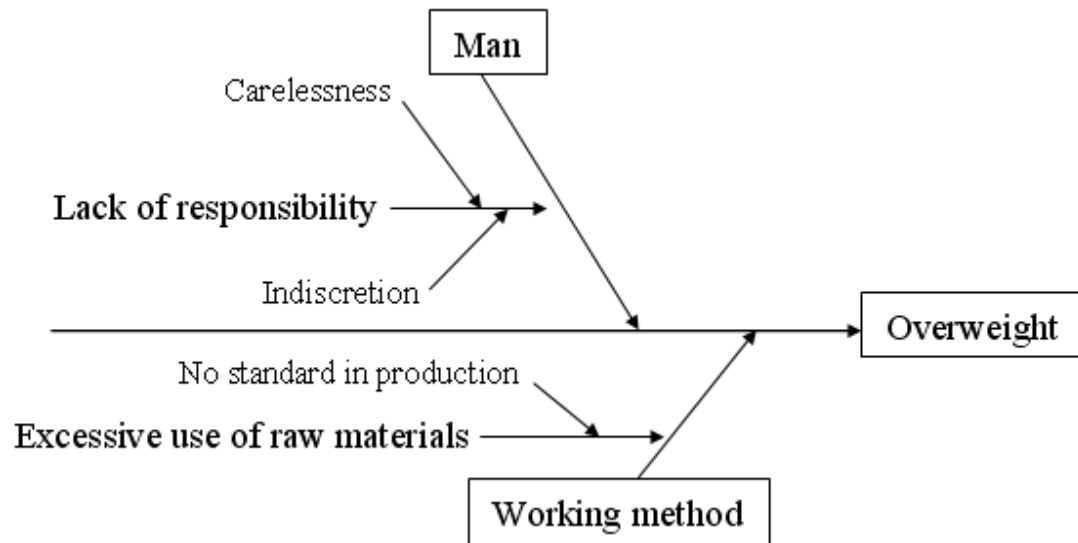 Man
Carelessness
Lack of responsibility
Indiscretion
Overweight
No standard in production
Excessive use of raw materials
Working method